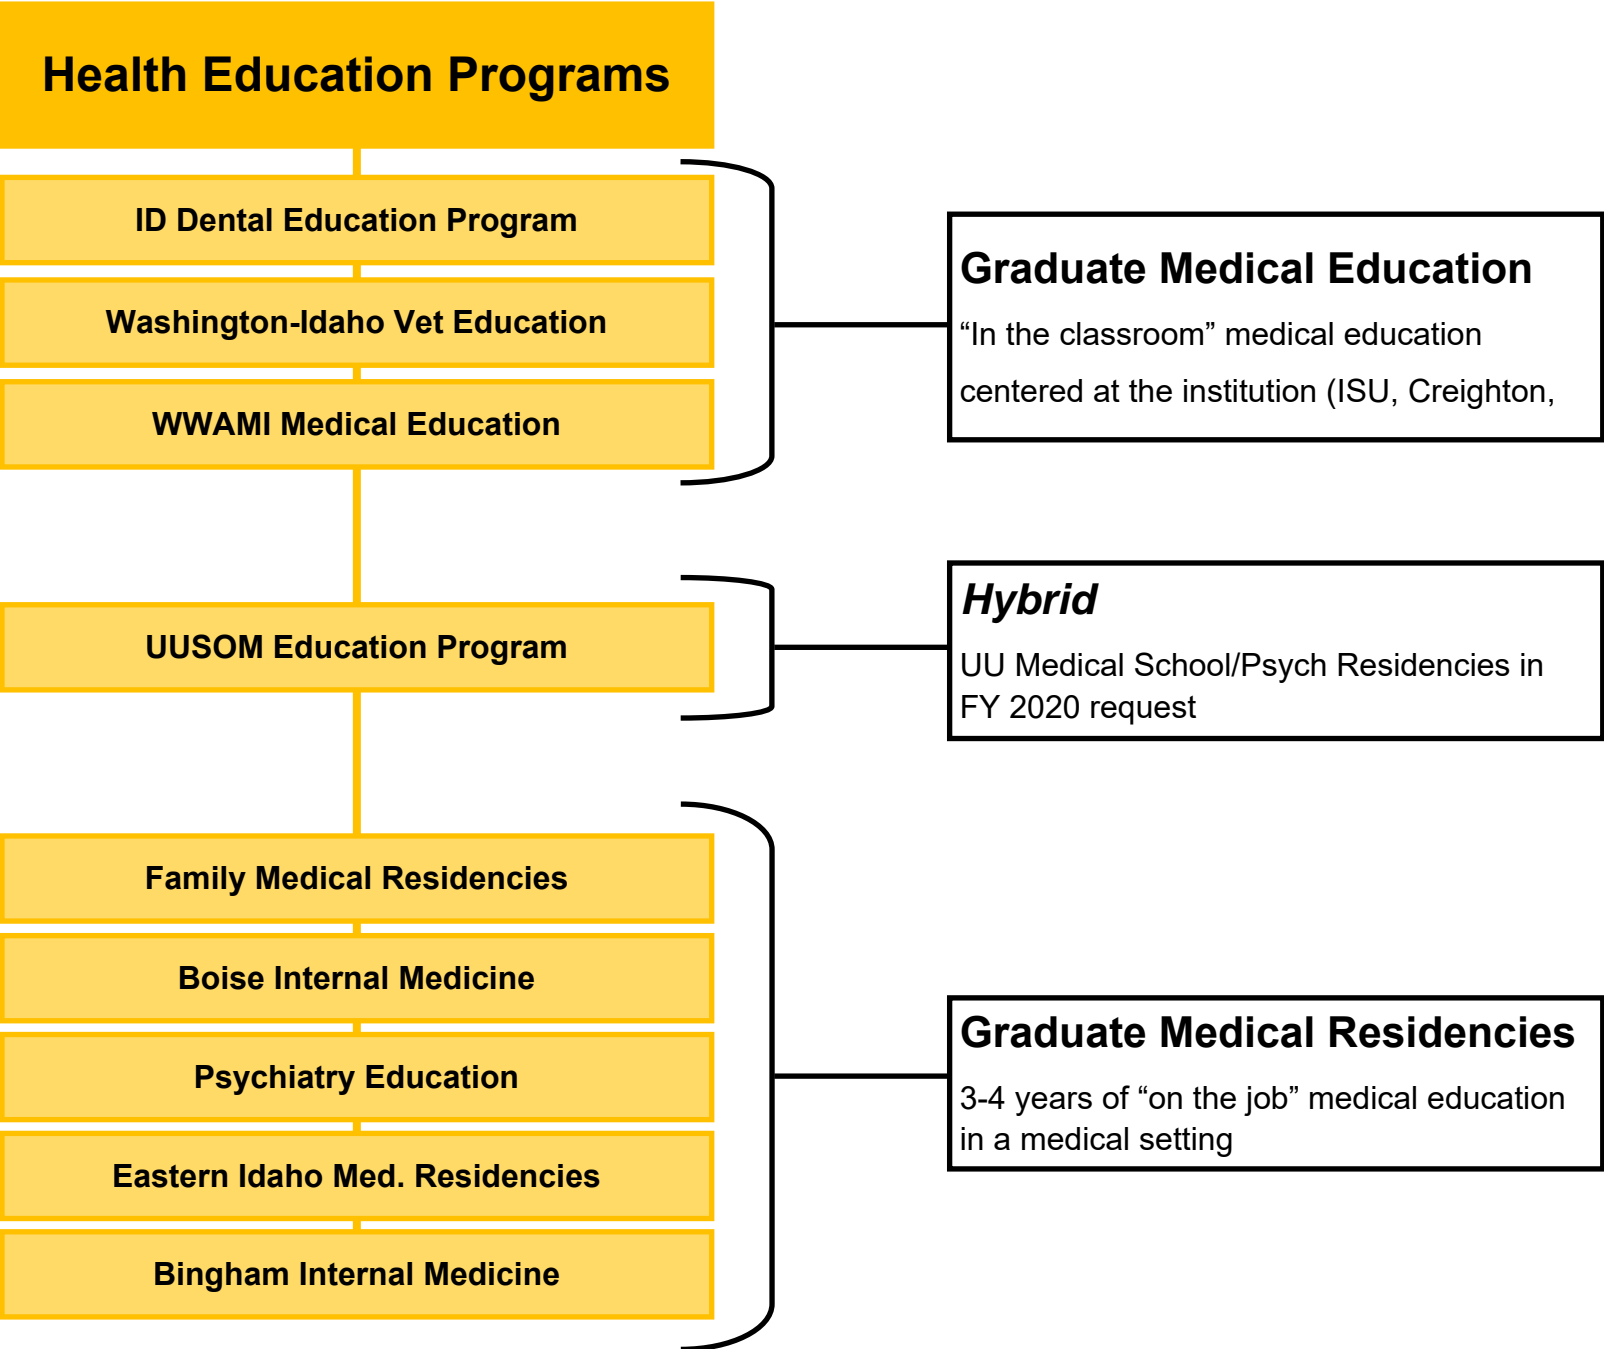 Health Education Programs
ID Dental Education Program
Washington-Idaho Vet Education
WWAMI Medical Education
Graduate Medical Education
“In the classroom” medical education
centered at the institution (ISU, Creighton,
UUSOM Education Program
Hybrid
UU Medical School/Psych Residencies in
FY 2020 request
Family Medical Residencies
Boise Internal Medicine
Psychiatry Education
Eastern Idaho Med. Residencies
Bingham Internal Medicine
Graduate Medical Residencies
3-4 years of “on the job” medical education
in a medical setting